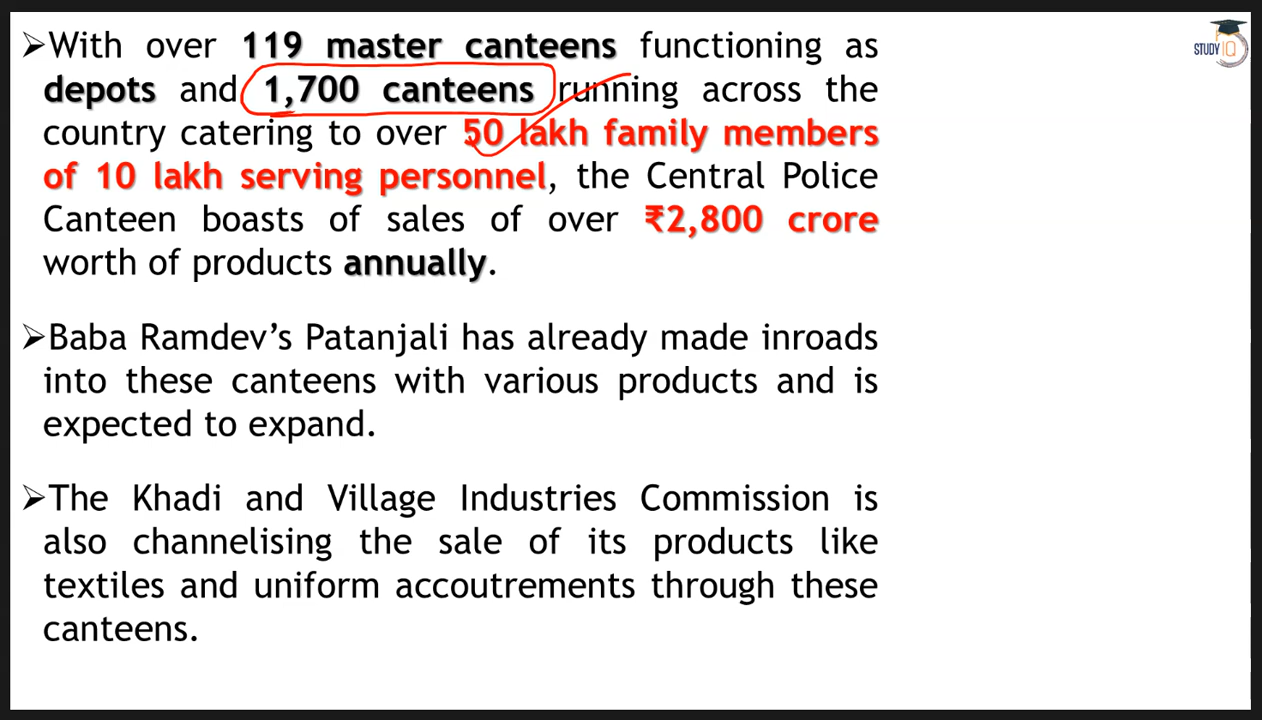 ➢With over 119 master canteens functioning as
depots and 1,700 canteens running across the
country catering to over 50 lakh family members
of 10 lakh serving personnel, the Central Police
Canteen boasts of sales of over ₹2,800 crore
worth of products annually.
➢Baba Ramdev’s Patanjali has already made inroads
into these canteens with various products and is
expected to expand.
➢The Khadi and Village Industries Commission is
also channelising the sale of its products like
textiles and uniform accoutrements through these
canteens.
STUDY IQ